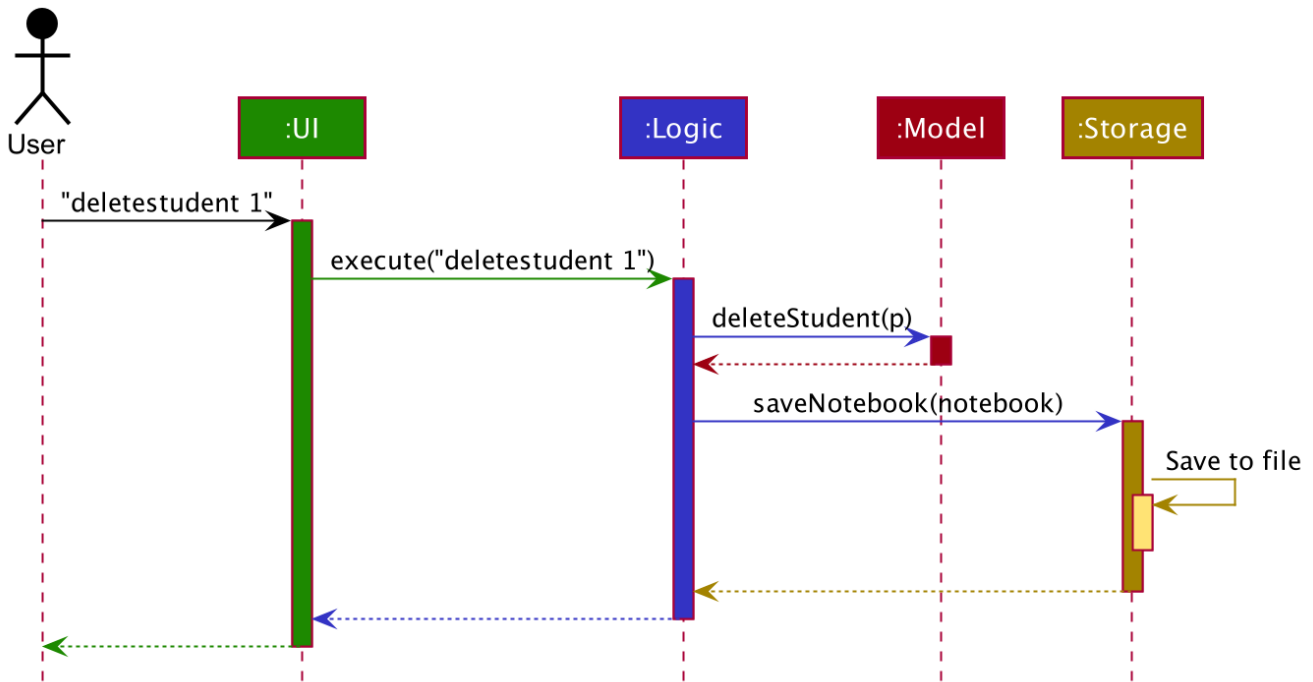 User
:UI
:Logic
:Model
:Storage
"deletestudent 1"
execute("deletestudent 1")
deleteStudent(p)
saveNotebook(notebook)
Save to file